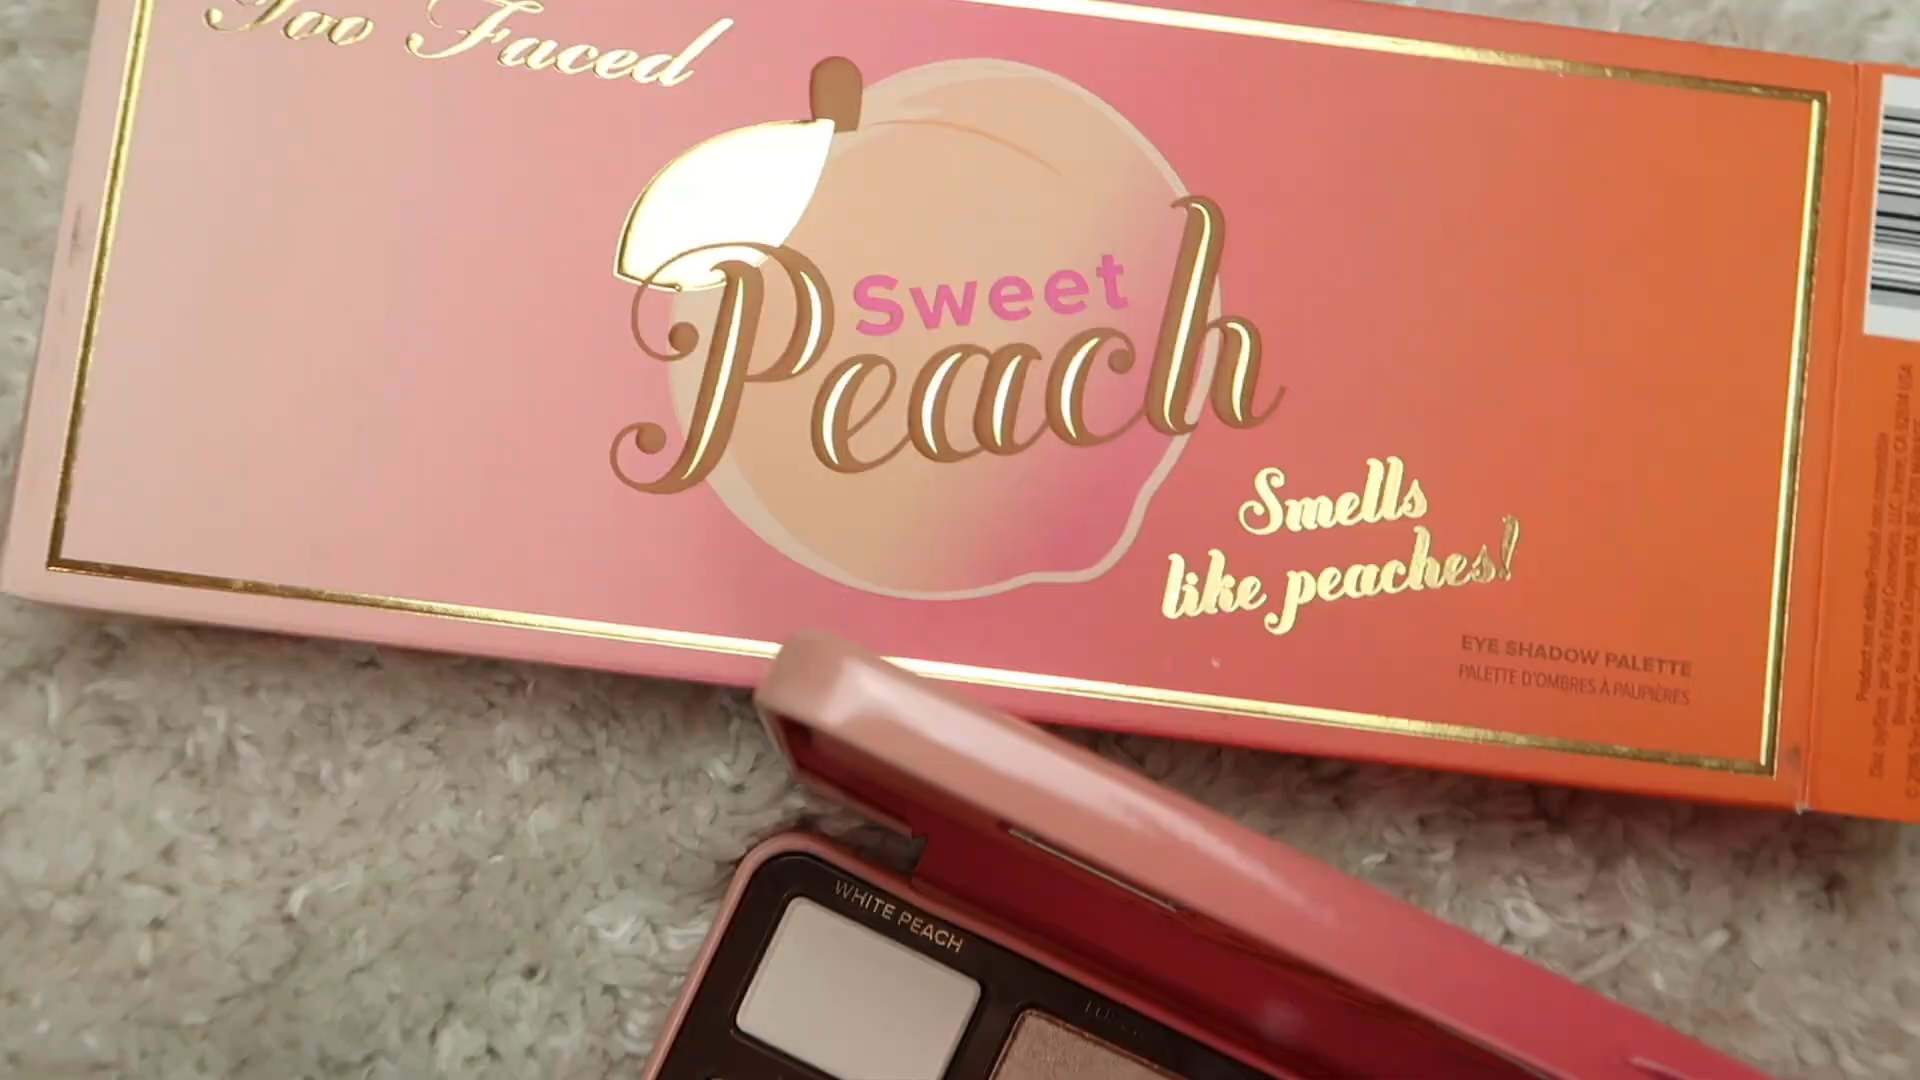 Too Faced
Sweet
Peach
Smells
like peaches!
EYE SHADOW PALETTE
PALETTE D'OMBRES À PAUPIÈRES
WHITE PEACH